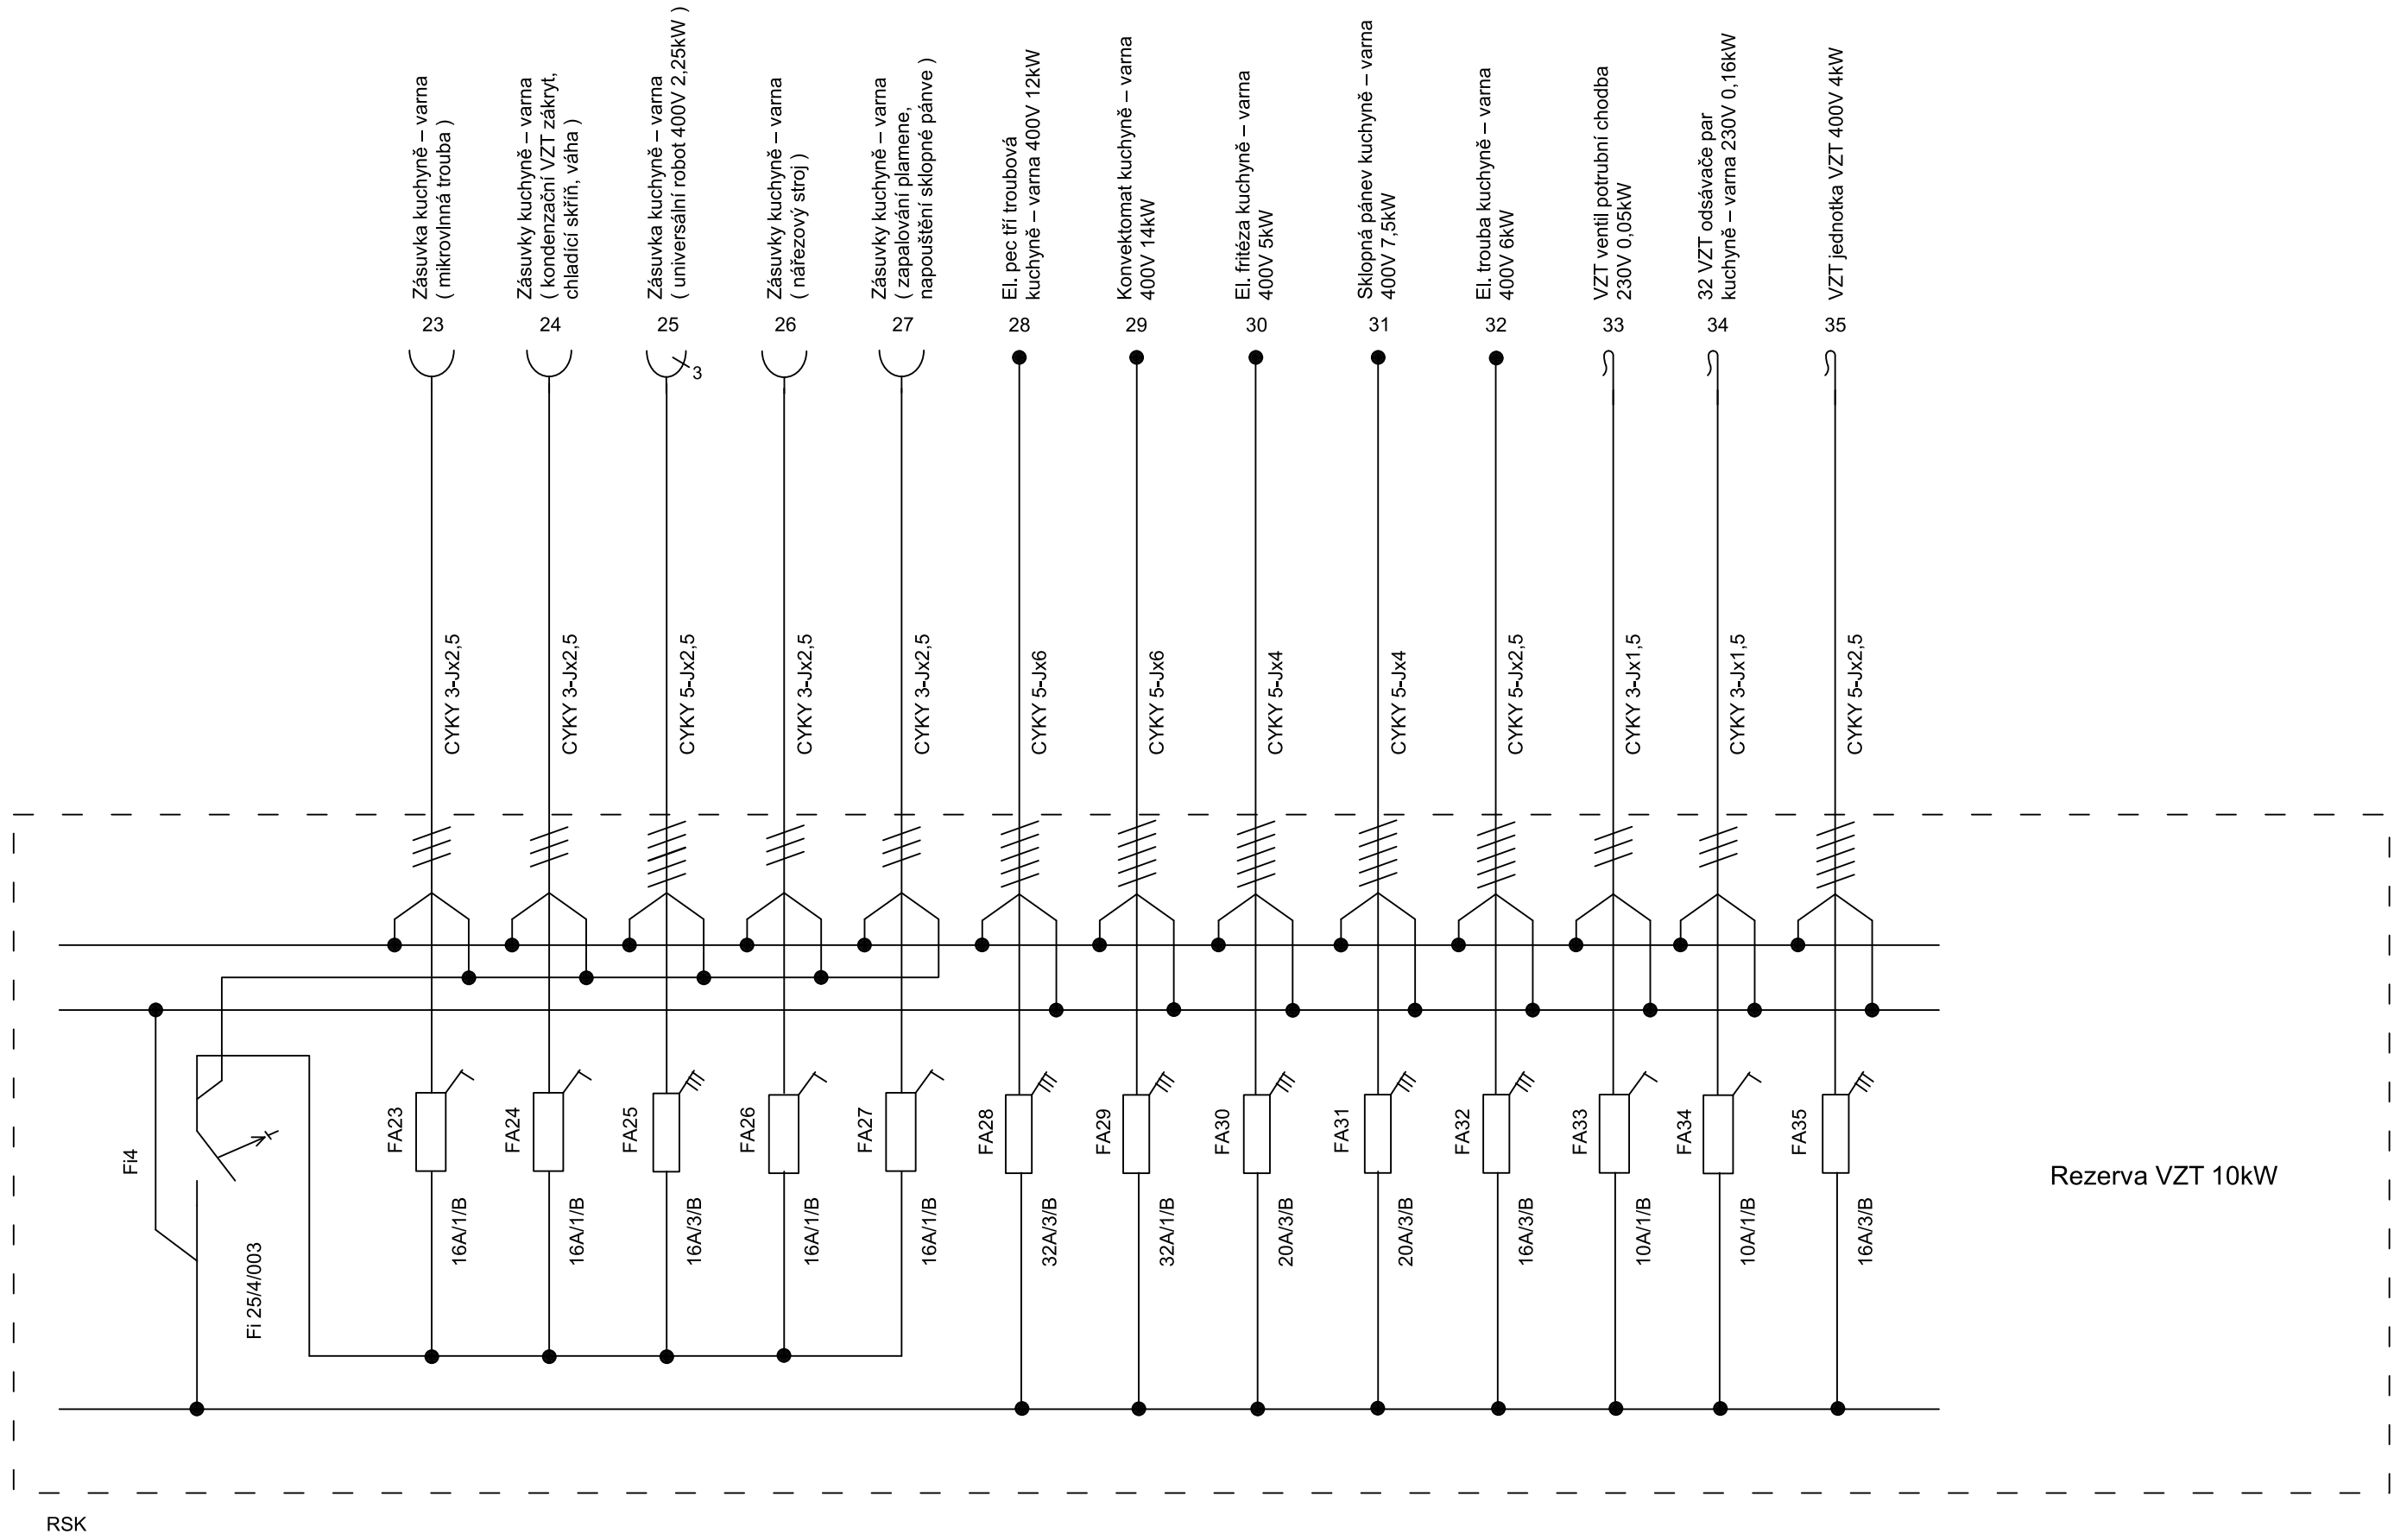 Zásuvka kuchyně – varna
( mikrovlnná trouba )
Zásuvky kuchyně – varna
( kondenzační VZT zákryt,
chladící skříň, váha )
Zásuvka kuchyně – varna
( universální robot 400V 2,25kW )
Zásuvky kuchyně – varna
( nářezový stroj )
Zásuvky kuchyně – varna
( zapalování plamene,
napouštění sklopné pánve )
El. pec tří troubová
kuchyně – varna 400V 12kW
Konvektomat kuchyně – varna
400V 14kW
El. fritéza kuchyně – varna
400V 5kW
Sklopná pánev kuchyně – varna
400V 7,5kW
El. trouba kuchyně – varna
400V 6kW
VZT ventil potrubní chodba
230V 0,05kW
32 VZT odsávače par
kuchyně – varna 230V 0,16kW
VZT jednotka VZT 400V 4kW
23
24
25
26
27
28
29
30
31
32
33
34
35
3
CYKY 3-Jx2,5
CYKY 3-Jx2,5
CYKY 5-Jx2,5
CYKY 3-Jx2,5
CYKY 3-Jx2,5
CYKY 5-Jx6
CYKY 5-Jx6
CYKY 5-Jx4
CYKY 5-Jx4
CYKY 5-Jx2,5
CYKY 3-Jx1,5
CYKY 3-Jx1,5
CYKY 5-Jx2,5
Fi4
Fi 25/4/003
FA23
FA24
FA25
FA26
FA27
FA28
FA29
FA30
FA31
FA32
FA33
FA34
FA35
Rezerva VZT 10kW
16A/1/B
16A/1/B
16A/3/B
16A/1/B
16A/1/B
32A/3/B
32A/1/B
20A/3/B
20A/3/B
16A/3/B
10A/1/B
10A/1/B
16A/3/B
RSK